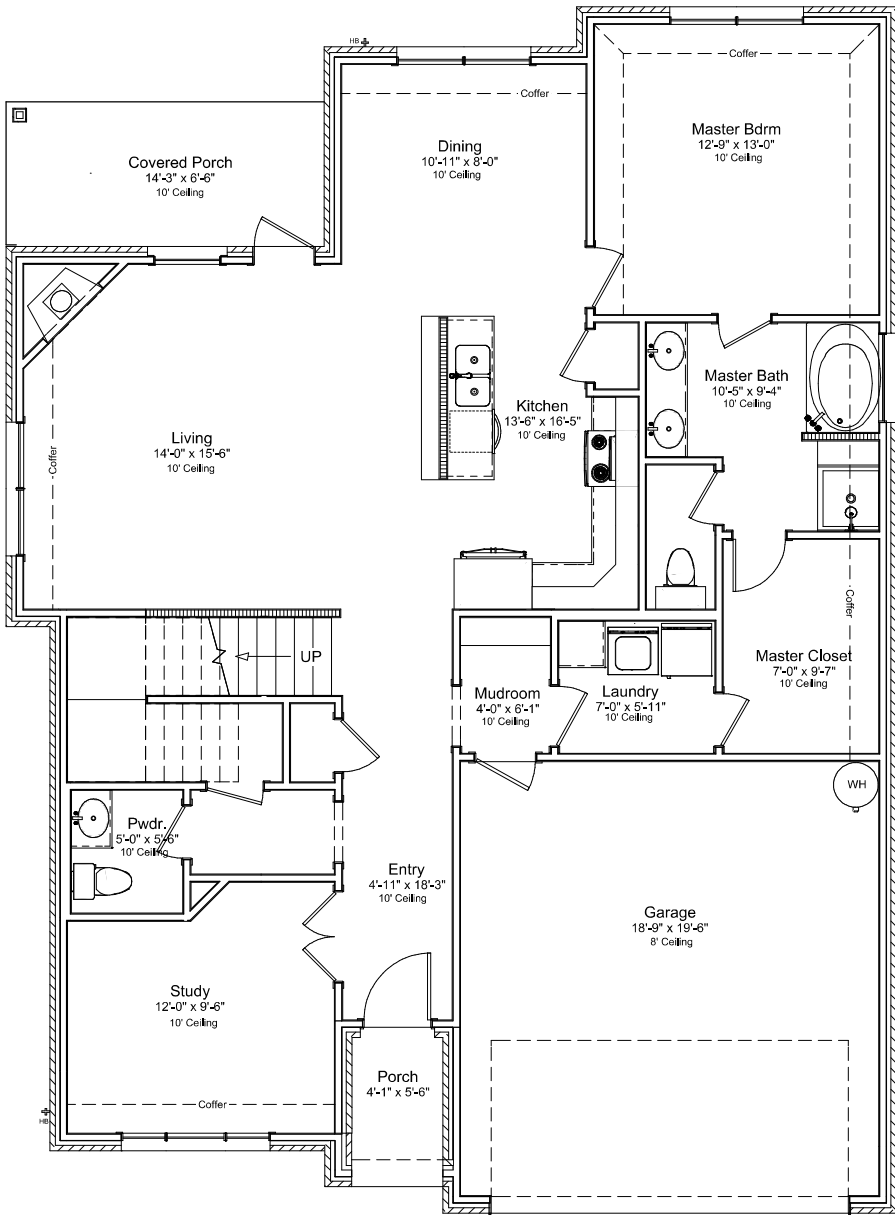 HB
Coffer
Coffer
Dining
10'-11" x 8'-0"
10' Ceiling
Master Bdrm
12'-9" x 13'-0"
10' Ceiling
Covered Porch
14'-3" x 6'-6"
10' Ceiling
Master Bath
10'-5" x 9'-4"
10' Ceiling
Kitchen
13'-6" x 16'-5"
10' Ceiling
Living
14'-0" x 15'-6"
10' Ceiling
Coffer
Coffer
UP
Master Closet
7'-0" x 9'-7"
10' Ceiling
Mudroom
4'-0" x 6'-1"
10' Ceiling
Laundry
7'-0" x 5'-11"
10' Ceiling
WH
Pwdr.
5'-0" x 5'-6"
10' Ceiling
Entry
4'-11" x 18'-3"
10' Ceiling
Garage
18'-9" x 19'-6"
8' Ceiling
Study
12'-0" x 9'-6"
10' Ceiling
Porch
4'-1" x 5'-6"
Coffer
HB